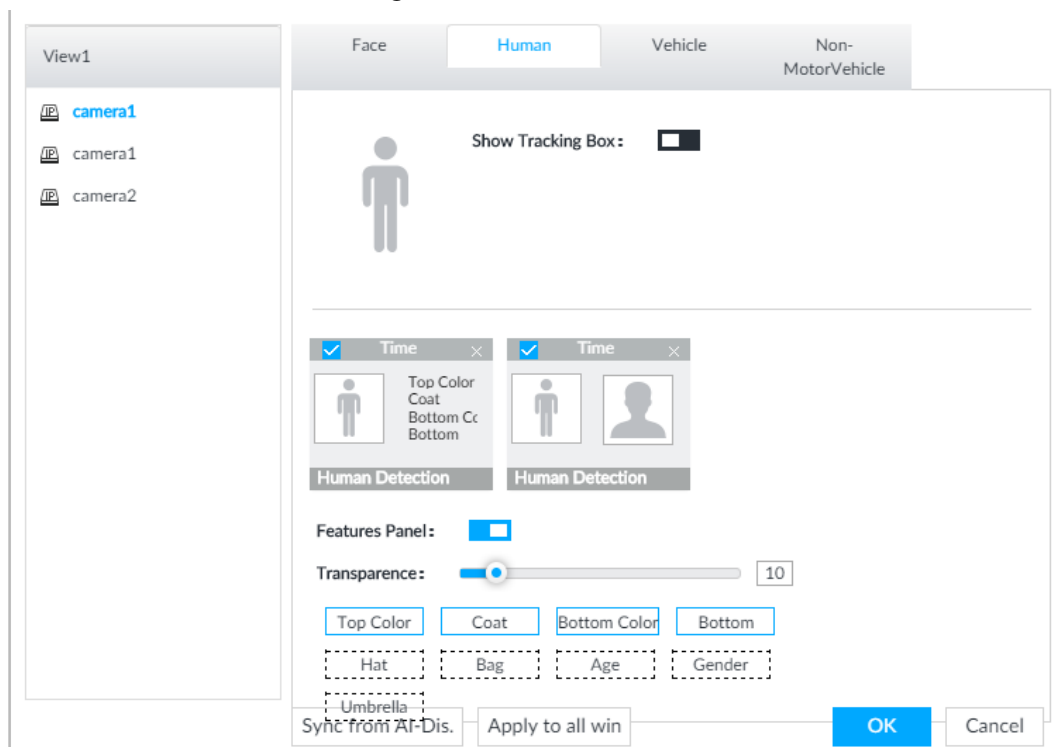 View1
camera1
camera1
camera2
Face
Human
Vehicle
Non-
MotorVehicle
Show Tracking Box:
Time
Top Color
Coat
Bottom Cc
Bottom
Human Detection
Time
Human Detection
Features Panel:
Transparence:
10
Top Color
Coat
Bottom Color
Bottom
Hat
Bag
Age
Gender
Umbrella
Sync from AI-Dis.
Apply to all win
OK
Cancel